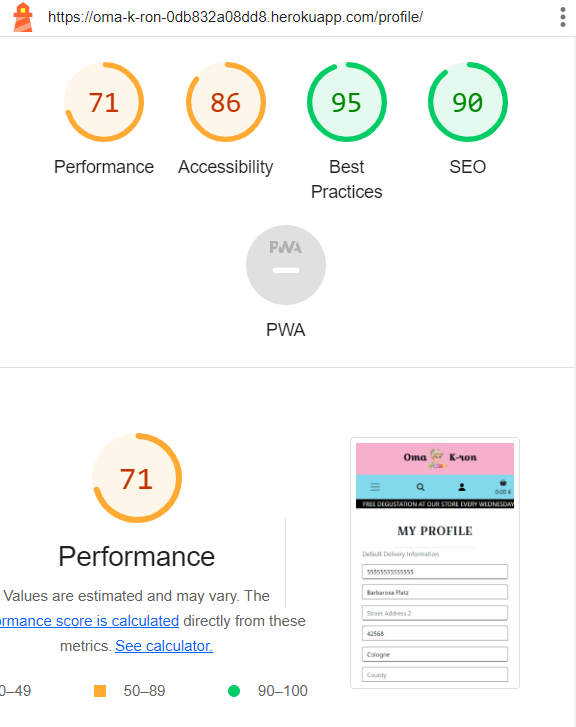 https://oma-k-ron-0db832a08dd8.herokuapp.com/profile/
71 86 95 90
Performance Accessibility Best Practices SEO
PWA
PWA
71
Performance
Values are estimated and may vary. The
ormance score is calculated directly from these
metrics. See calculator.
0–49 50–89 90–100
Oma K-ron
0.00 €
FREE DEGUSTATION AT OUR STORE EVERY WEDNESDAY
MY PROFILE
Default Delivery Information
55555555555555
Barbarosa Platz
Street Address 2
42568
Cologne
County